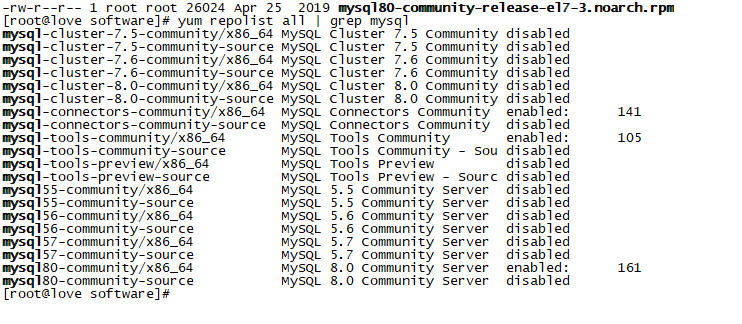 -rw-r--r-- 1 root root 26024 Apr 25  2019 mysql80-community-release-el7-3.noarch.rpm
[root@love software]# yum repolist all | grep mysql
mysql-cluster-7.5-community/x86_64 MySQL Cluster 7.5 Community disabled
mysql-cluster-7.5-community-source MySQL Cluster 7.5 Community disabled
mysql-cluster-7.6-community/x86_64 MySQL Cluster 7.6 Community disabled
mysql-cluster-7.6-community-source MySQL Cluster 7.6 Community disabled
mysql-cluster-8.0-community/x86_64 MySQL Cluster 8.0 Community disabled
mysql-cluster-8.0-community-source MySQL Cluster 8.0 Community disabled
mysql-connectors-community/x86_64  MySQL Connectors Community  enabled:      141
mysql-connectors-community-source  MySQL Connectors Community  disabled
mysql-tools-community/x86_64       MySQL Tools Community       enabled:      105
mysql-tools-community-source       MySQL Tools Community - Sou disabled
mysql-tools-preview/x86_64         MySQL Tools Preview         disabled
mysql-tools-preview-source         MySQL Tools Preview - Sourc disabled
mysql55-community/x86_64           MySQL 5.5 Community Server  disabled
mysql55-community-source           MySQL 5.5 Community Server  disabled
mysql56-community/x86_64           MySQL 5.6 Community Server  disabled
mysql56-community-source           MySQL 5.6 Community Server  disabled
mysql57-community/x86_64           MySQL 5.7 Community Server  disabled
mysql57-community-source           MySQL 5.7 Community Server  disabled
mysql80-community/x86_64           MySQL 8.0 Community Server  enabled:      161
mysql80-community-source           MySQL 8.0 Community Server  disabled
[root@love software]#